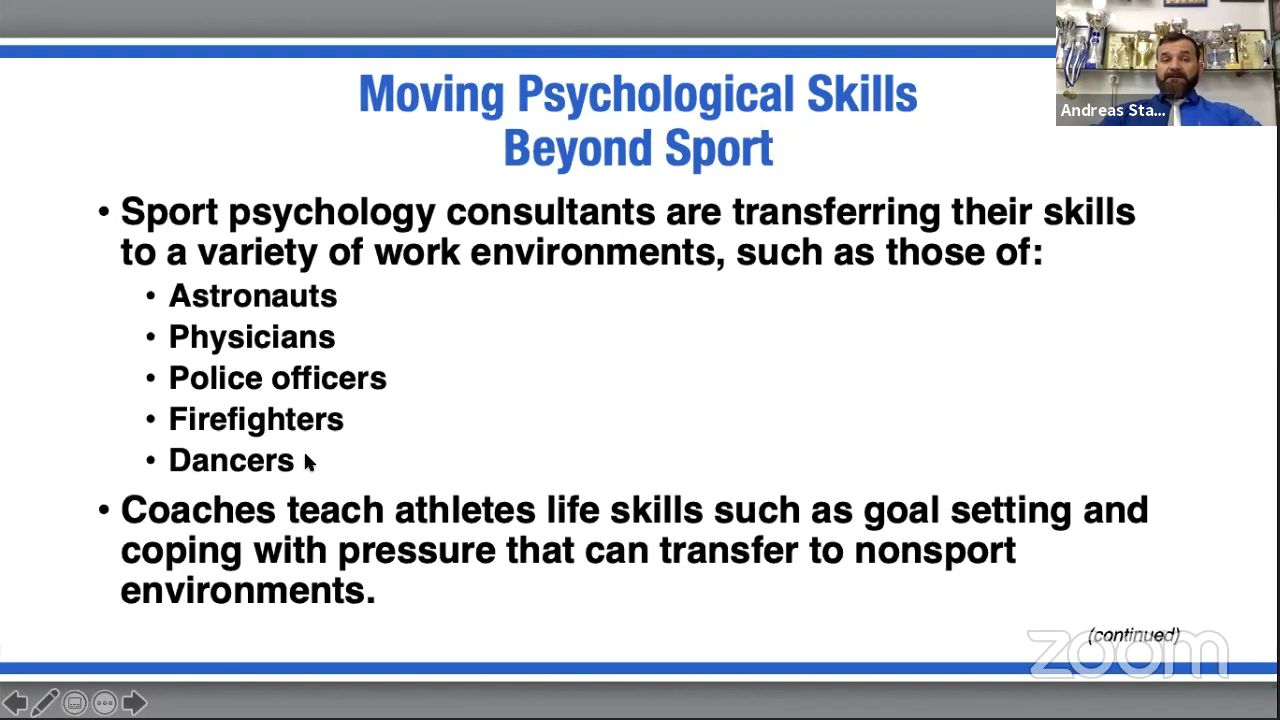 Moving Psychological Skills
Beyond Sport
Andreas Sta...
• Sport psychology consultants are transferring their skills
to a variety of work environments, such as those of:
• Astronauts
• Physicians
• Police officers
• Firefighters
• Dancers
• Coaches teach athletes life skills such as goal setting and
coping with pressure that can transfer to nonsport
environments.
(continued)
zoom